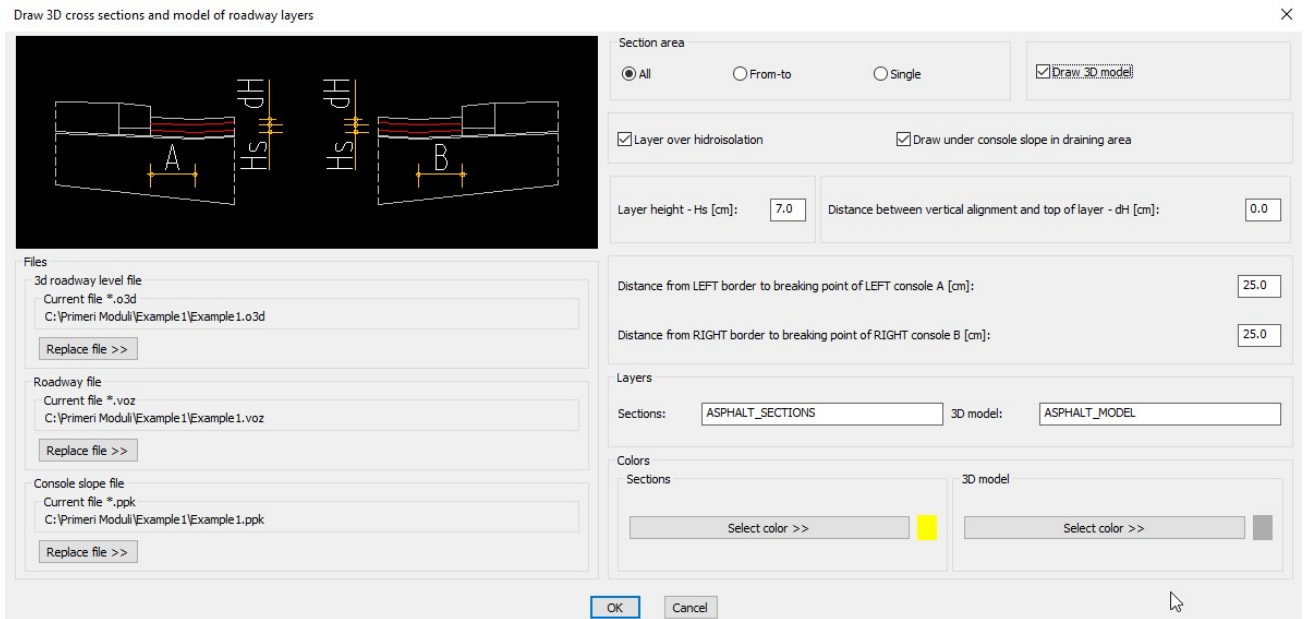 Draw 3D cross sections and model of roadway layers
Hd
Hd
Hs
Hs
A
B
Files
3d roadway level file
Current file *.o3d
C:\Primeri Moduli\Example1\Example1.o3d
Replace file >>
Roadway file
Current file *.voz
C:\Primeri Moduli\Example1\Example1.voz
Replace file >>
Console slope file
Current file *.ppk
C:\Primeri Moduli\Example1\Example1.ppk
Replace file >>
Section area
All From-to Single
Draw 3D model
Layer over hidroisolation Draw under console slope in draining area
Layer height - Hs [cm]: 7.0 Distance between vertical alignment and top of layer - dH [cm]: 0.0
Distance from LEFT border to breaking point of LEFT console A [cm]: 25.0
Distance from RIGHT border to breaking point of RIGHT console B [cm]: 25.0
Layers
Sections: ASPHALT_SECTIONS 3D model: ASPHALT_MODEL
Colors
Sections 3D model
Select color >> Select color >>
OK Cancel